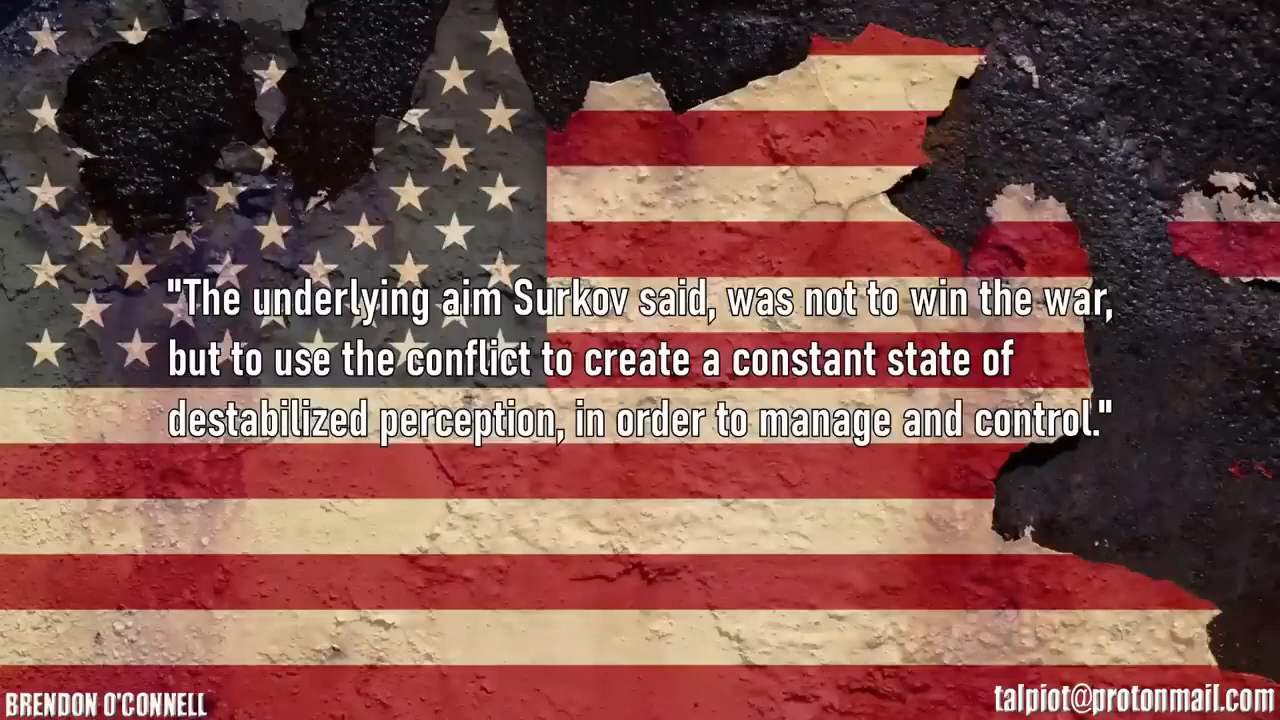 "The underlying aim Surkov said, was not to win the war,
but to use the conflict to create a constant state of
destabilized perception, in order to manage and control."
BRENDON O'CONNELL
talpiot@protonmail.com